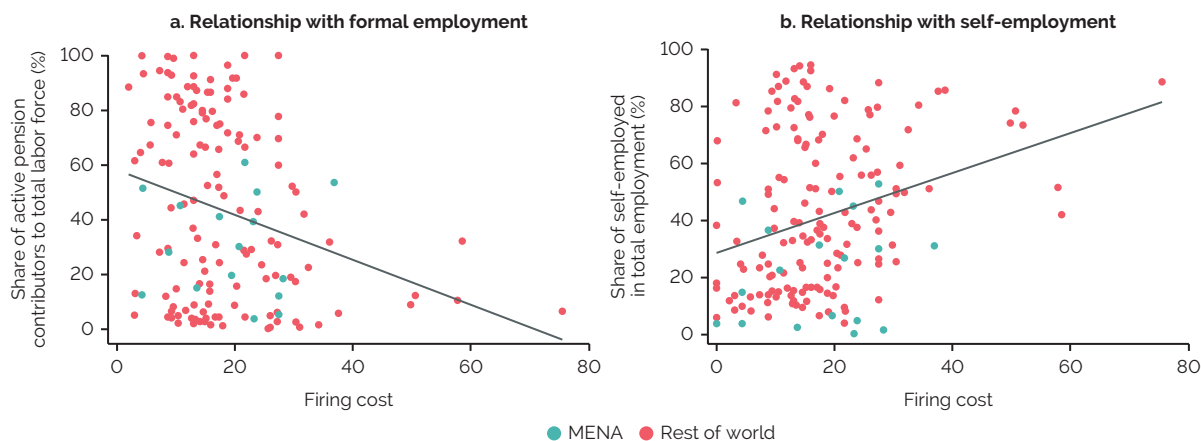 a. Relationship with formal employment
Share of active pension
contributors to total labor force (%)
100
80
60
40
20
0
0 20 40 60 80
Firing cost
b. Relationship with self-employment
Share of self-employed
in total employment (%)
100
80
60
40
20
0
0 20 40 60 80
Firing cost
MENA Rest of world